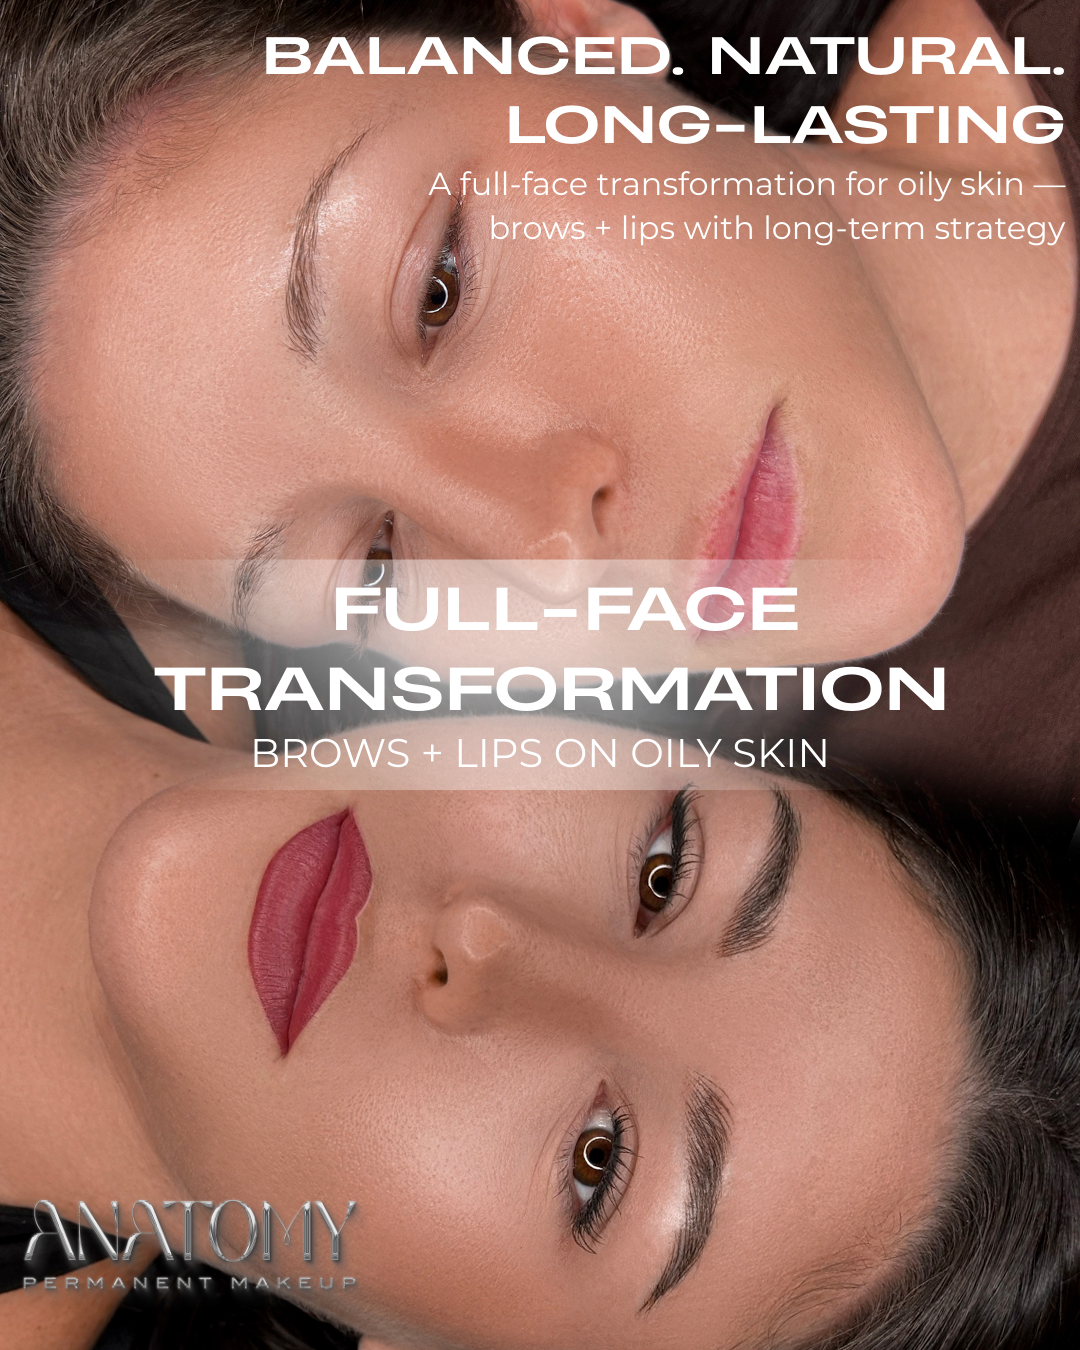 BALANCED. NATURAL.
LONG-LASTING
A full-face transformation for oily skin —
brows + lips with long-term strategy
FULL-FACE
TRANSFORMATION
BROWS + LIPS ON OILY SKIN
ANATOMY
PERMANENT MAKEUP